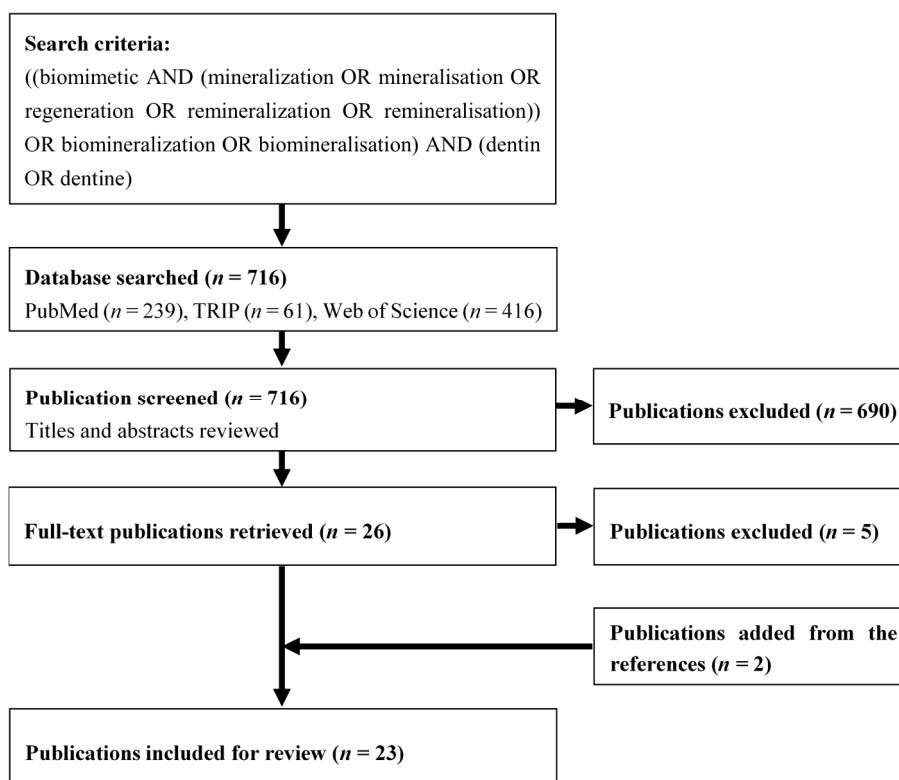 Search criteria:
((biomimetic AND (mineralization OR mineralisation OR
regeneration OR remineralization OR remineralisation))
OR biomineralization OR biomineralisation) AND (dentin
OR dentine)
Database searched (n = 716)
PubMed (n = 239), TRIP (n = 61), Web of Science (n = 416)
Publication screened (n = 716)
Titles and abstracts reviewed
Publications excluded (n = 690)
Full-text publications retrieved (n = 26)
Publications excluded (n = 5)
Publications added from the
references (n = 2)
Publications included for review (n = 23)